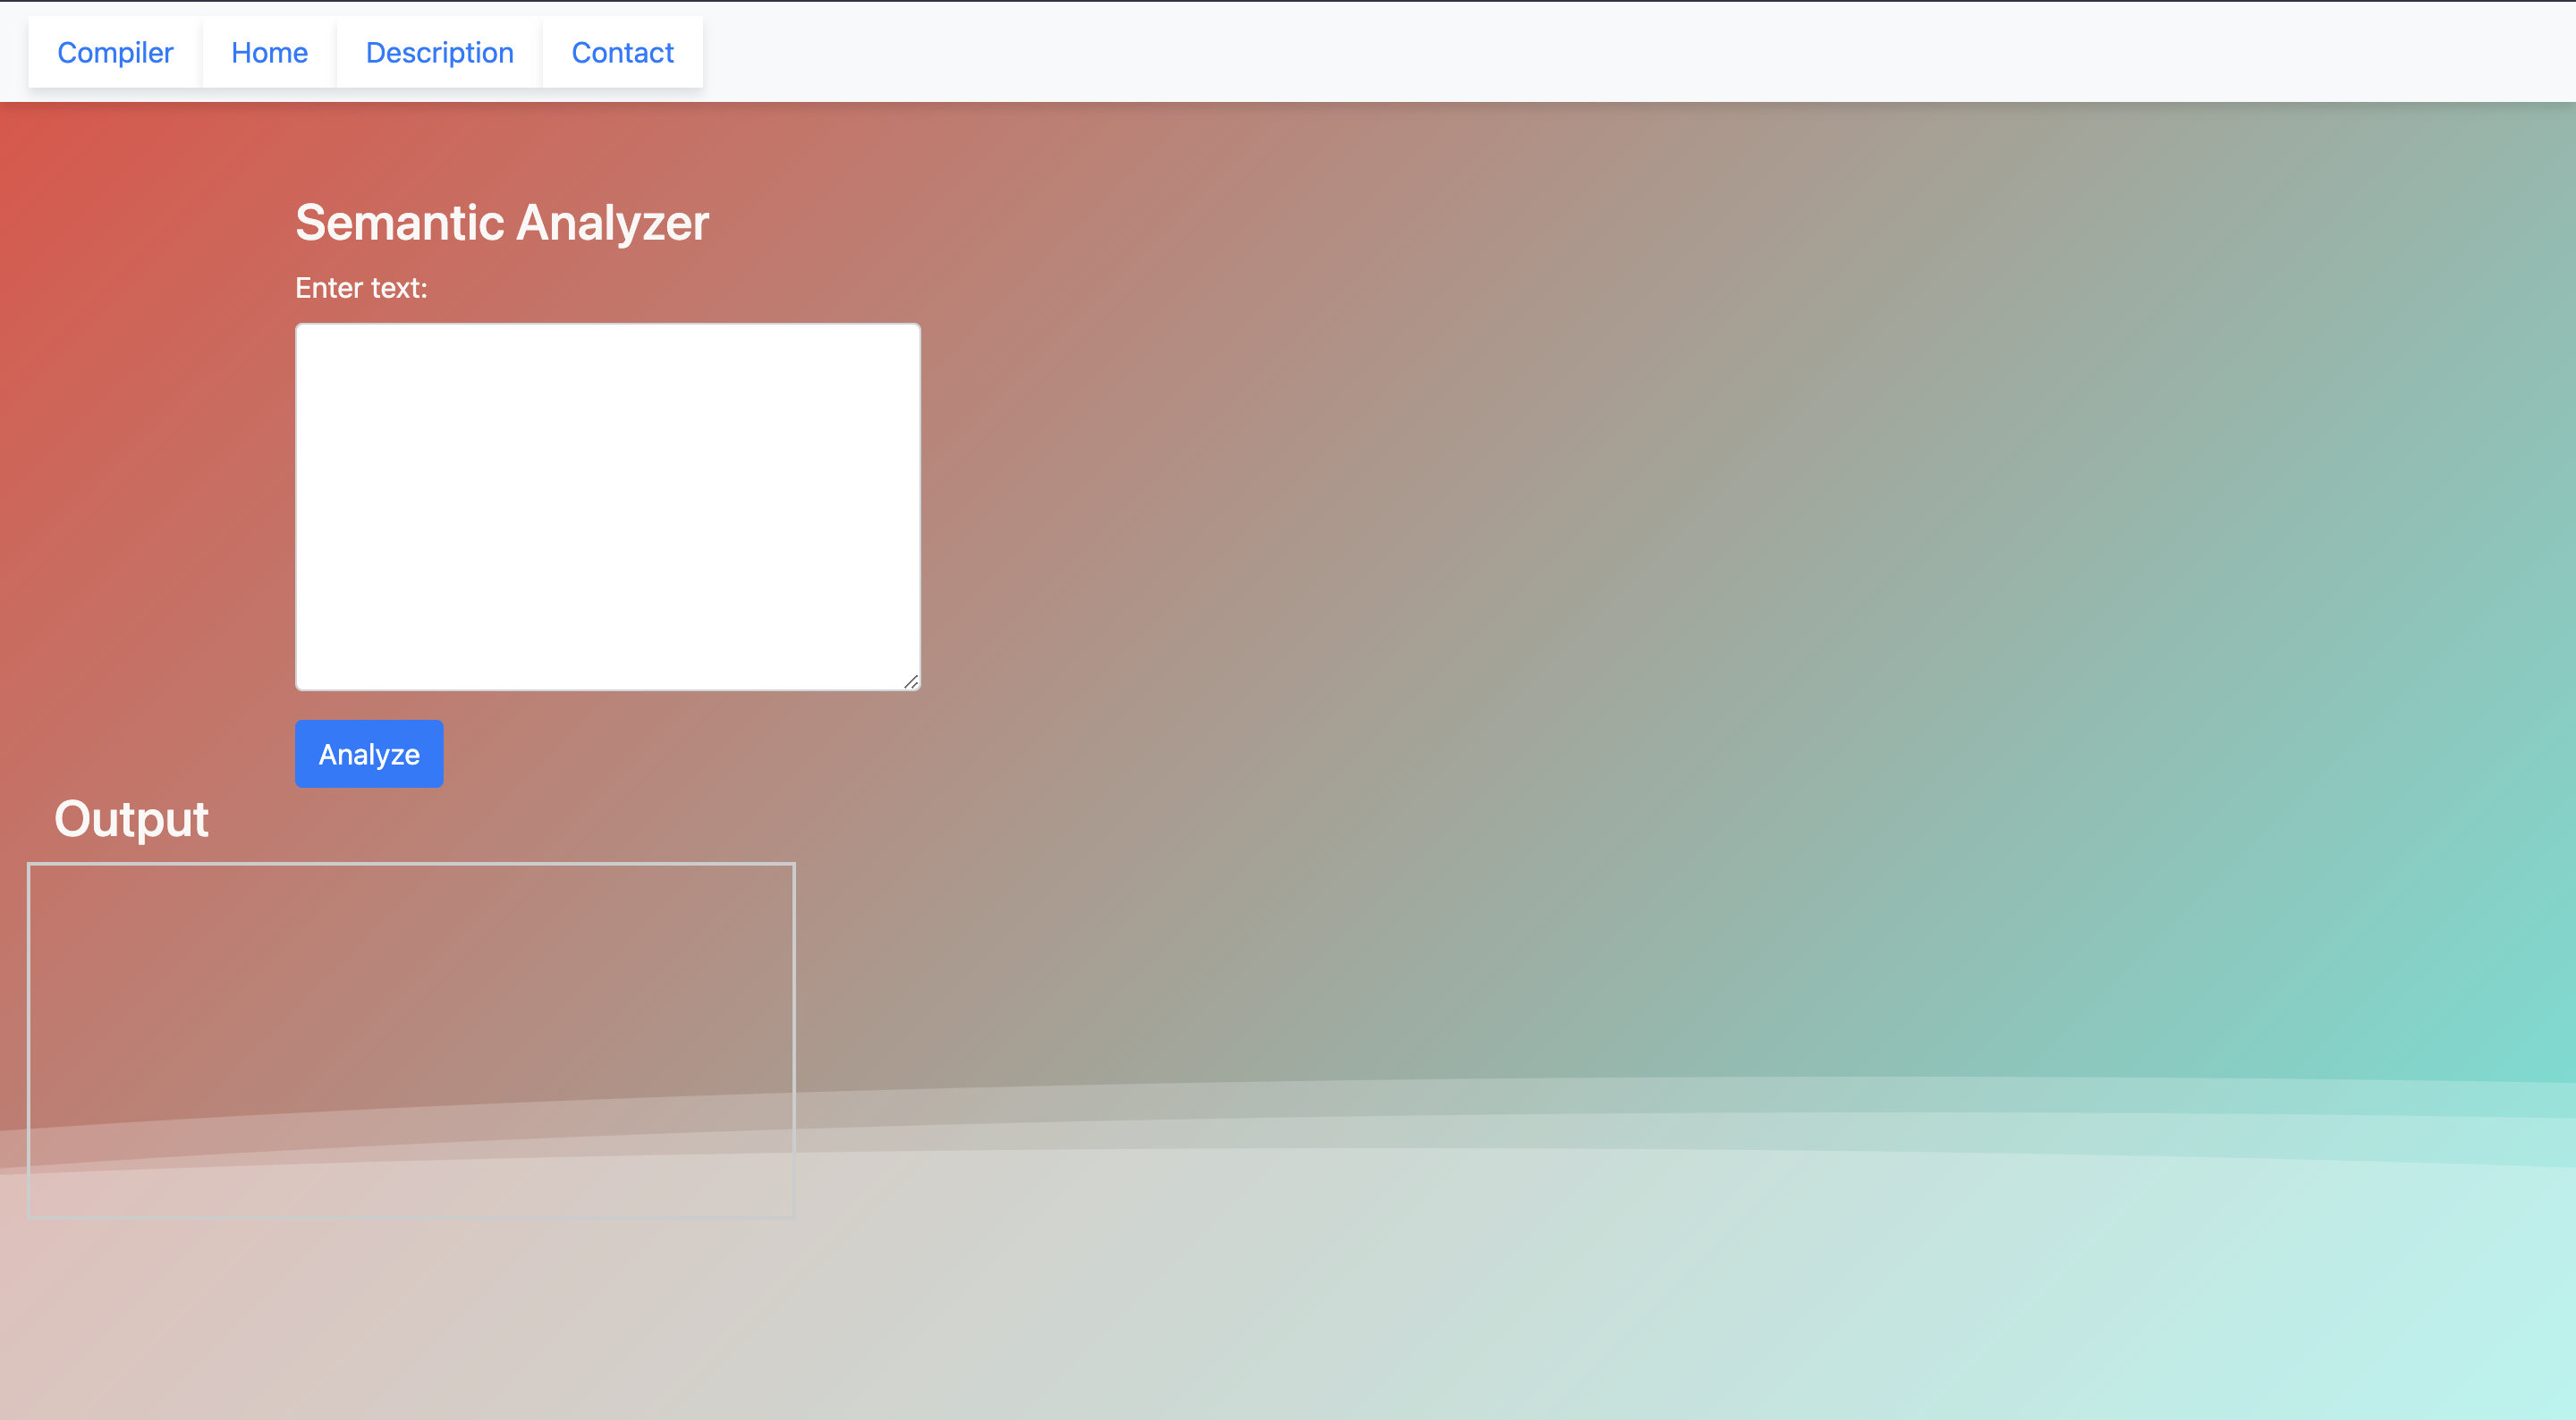 Compiler Home Description Contact
Semantic Analyzer
Enter text:
Analyze
Output